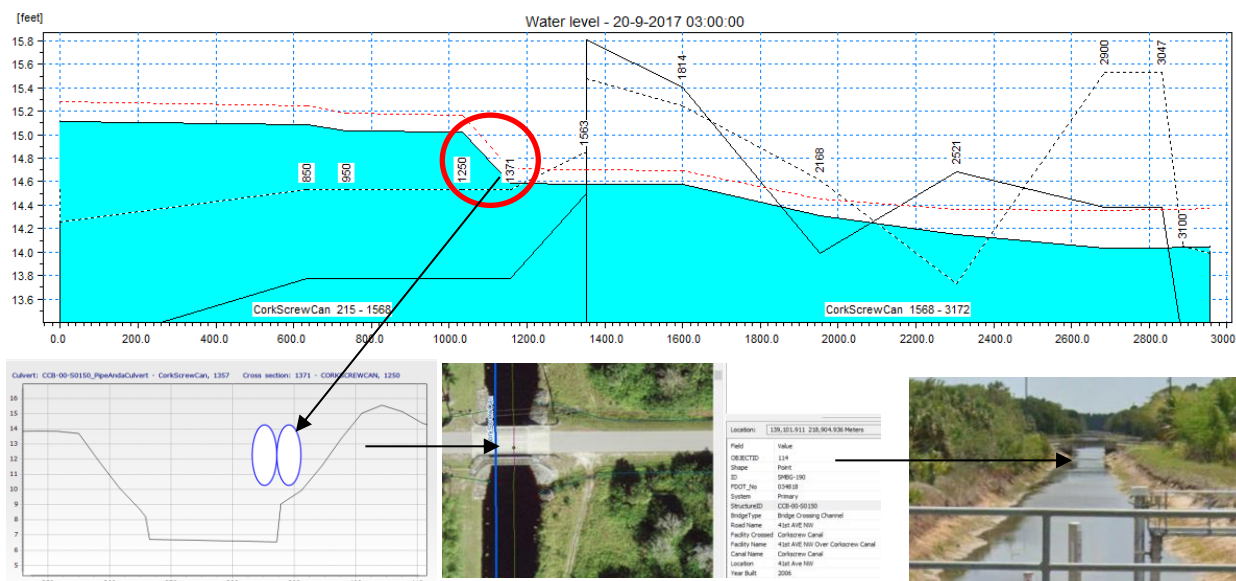 [feet]
Water level - 20-9-2017 03:00:00
15.8
15.6
15.4
15.2
15.0
14.8
14.6
14.4
14.2
14.0
13.8
13.6
850
950
1250
1371
1563
1814
2168
2521
2900
3047
3100
CorkScrewCan 215 - 1568
CorkScrewCan 1568 - 3172
0.0 200.0 400.0 600.0 800.0 1000.0 1200.0 1400.0 1600.0 1800.0 2000.0 2200.0 2400.0 2600.0 2800.0 3000.0
Culvert: CCB-00-S0150_PipeAndaCulvert - CorkScrewCan, 1357 Cross section: 1371 - CORKSCREWCAN, 1250
16
15
14
13
12
11
10
9
8
7
6
5
Location: 139,101.911 218,904.936 Meters
Field Value
OBJECTID 114
Shape Point
ID SMBG-190
FDOT_No 034818
System Primary
StructureID CCB-00-S0150
BridgeType Bridge Crossing Channel
Road Name 41st AVE NW
Facility Crossed Corkscrew Canal
Facility Name 41st AVE NW Over Corkscrew Canal
Canal Name Corkscrew Canal
Location 41st Ave NW
Year Built 2006